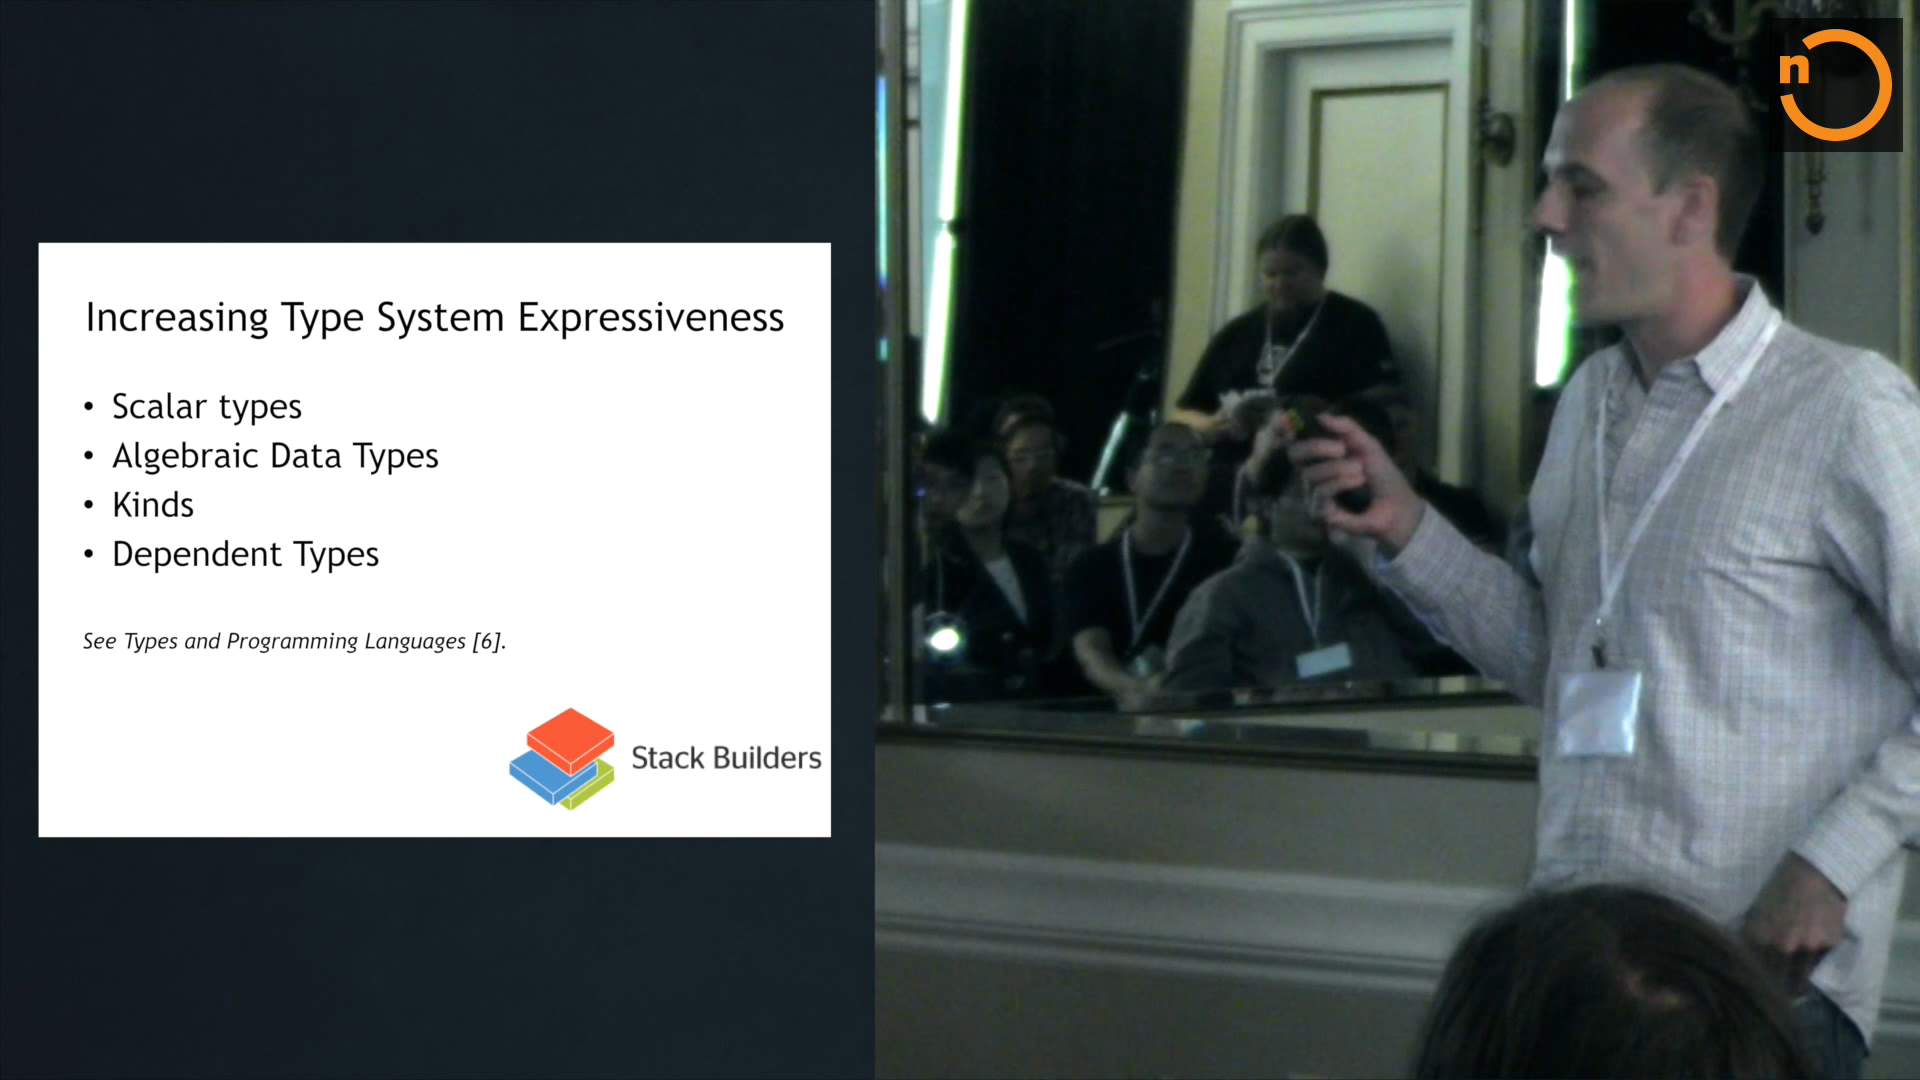 Increasing Type System Expressiveness
• Scalar types
• Algebraic Data Types
• Kinds
• Dependent Types
See Types and Programming Languages [6].
Stack Builders
n